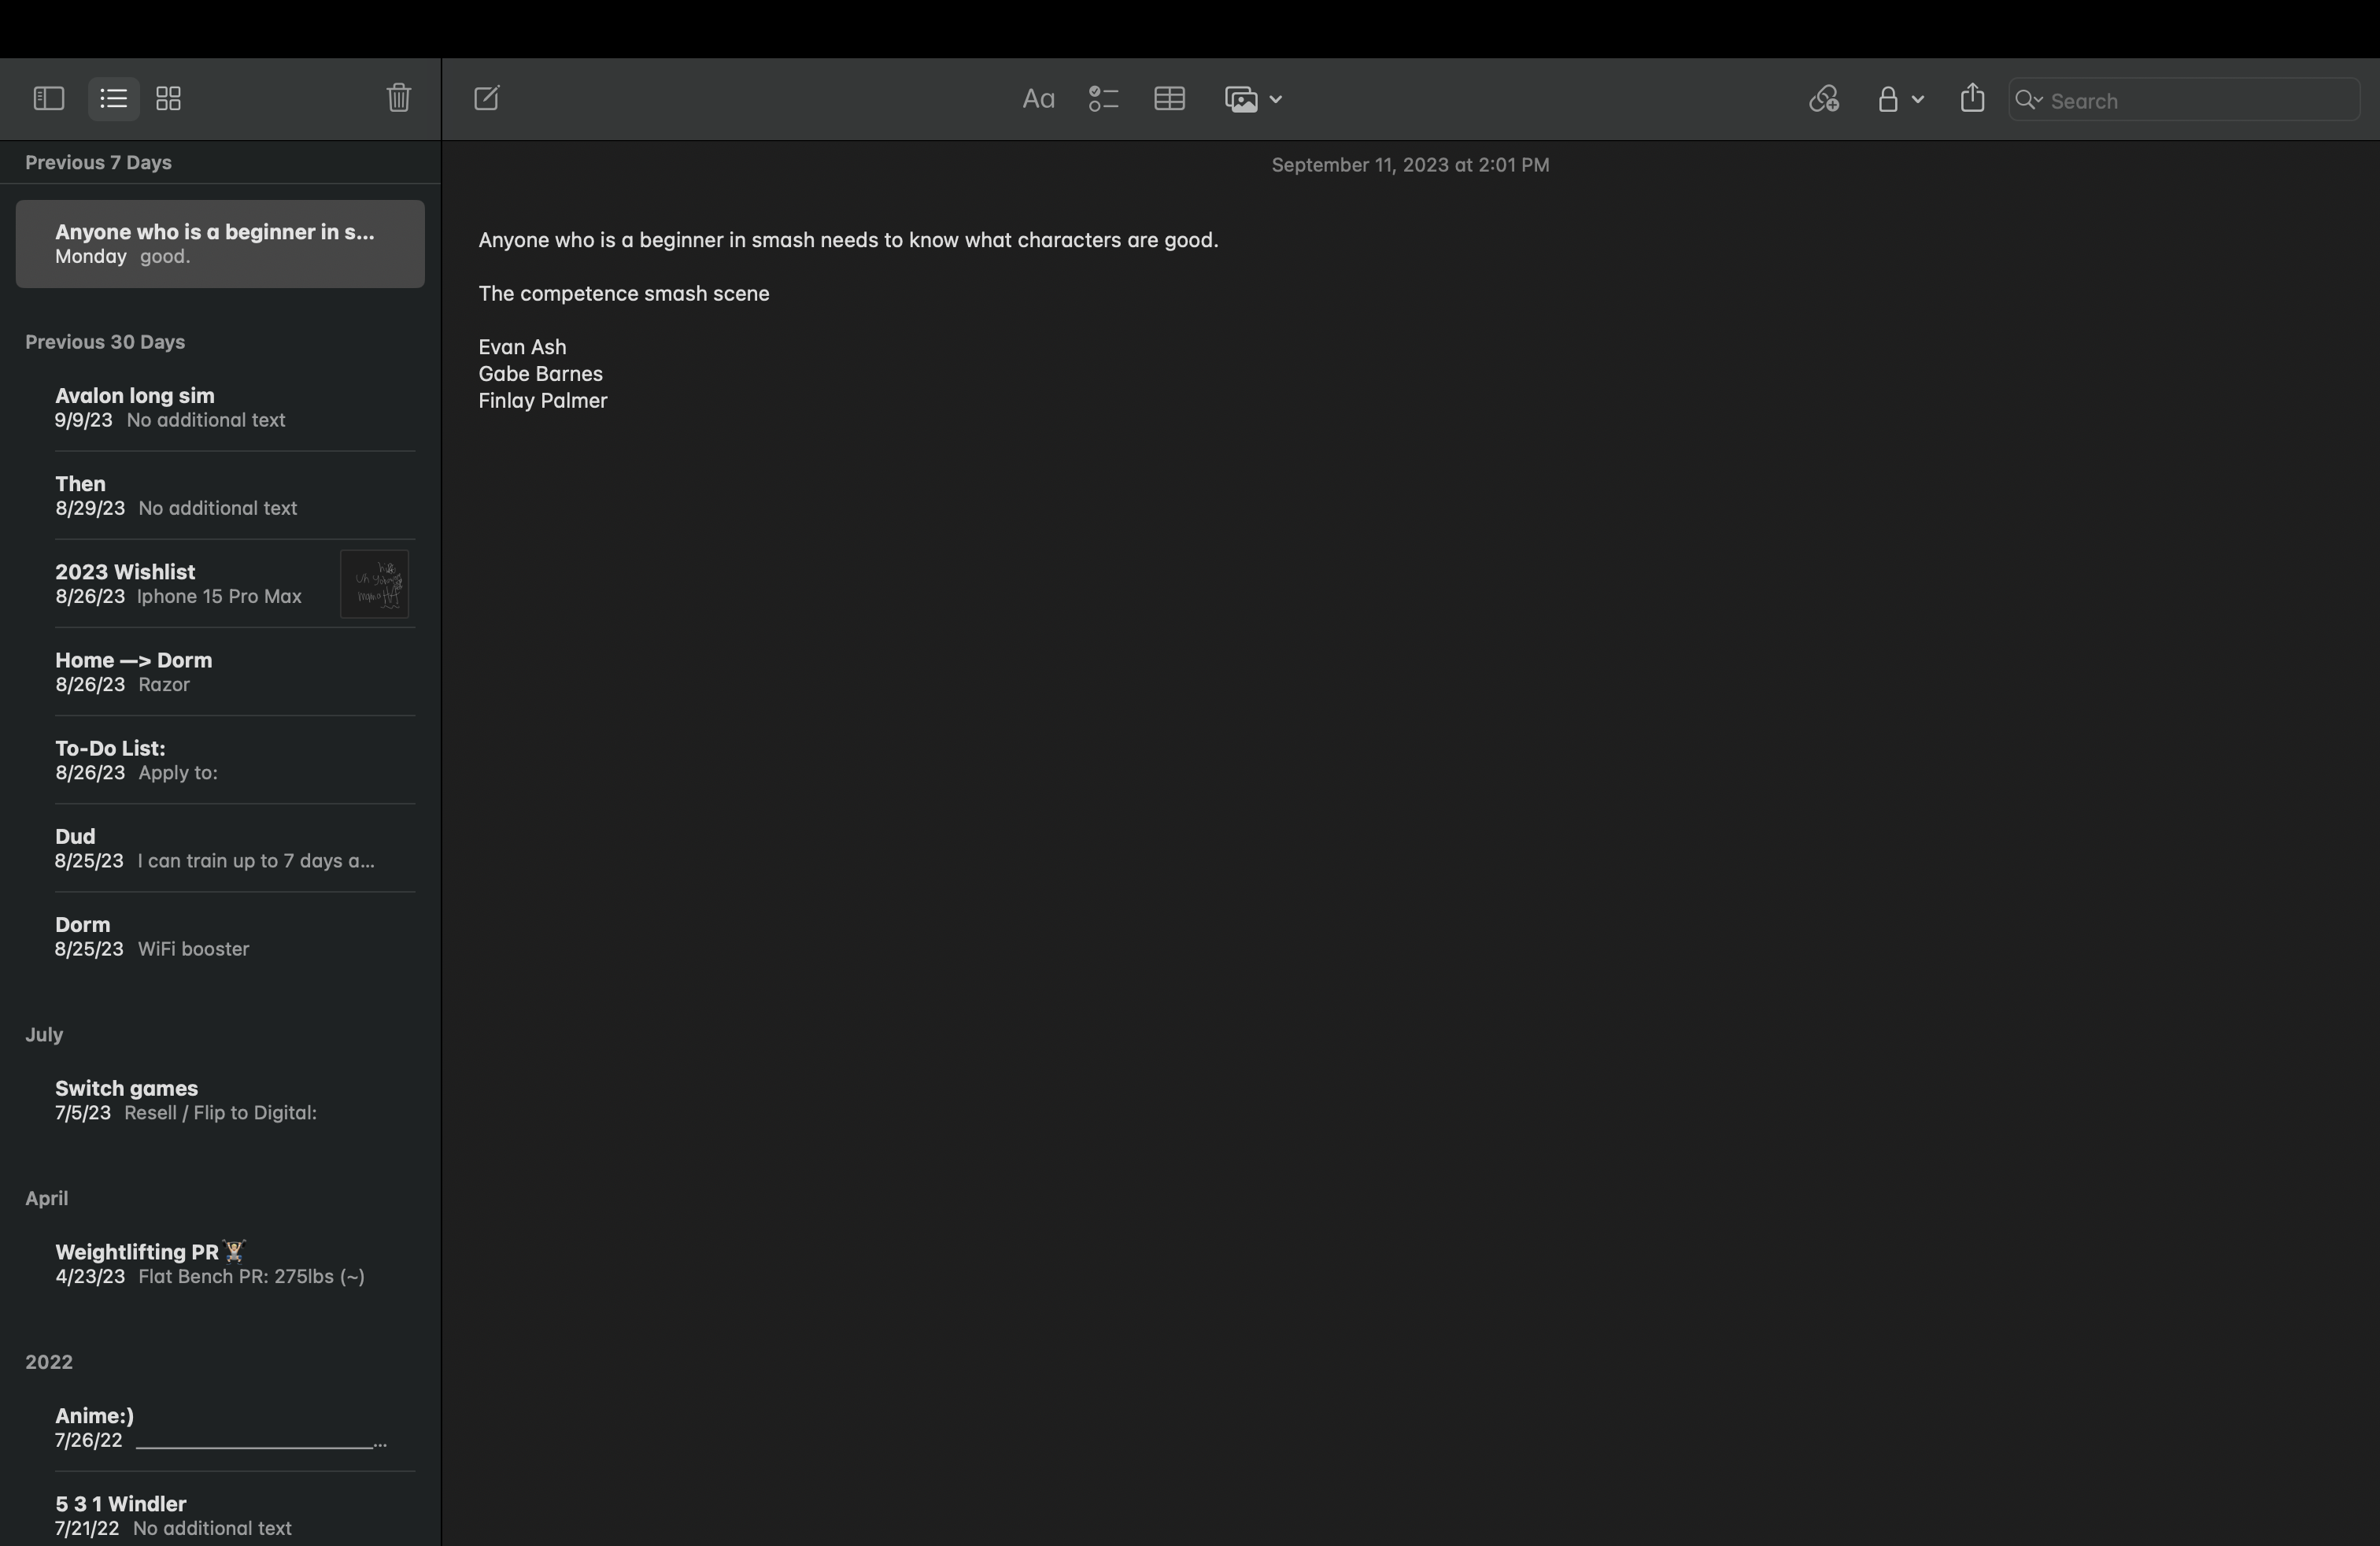 Aa
Search
Previous 7 Days
Anyone who is a beginner in s...
Monday good.
Previous 30 Days
Avalon long sim
9/9/23 No additional text
Then
8/29/23 No additional text
2023 Wishlist
8/26/23 Iphone 15 Pro Max
Home —> Dorm
8/26/23 Razor
To-Do List:
8/26/23 Apply to:
Dud
8/25/23 I can train up to 7 days a...
Dorm
8/25/23 WiFi booster
July
Switch games
7/5/23 Resell / Flip to Digital:
April
Weightlifting PR🏋🏼
4/23/23 Flat Bench PR: 275lbs (~)
2022
Anime:)
7/26/22 ______________________...
5 3 1 Windler
7/21/22 No additional text
September 11, 2023 at 2:01 PM
Anyone who is a beginner in smash needs to know what characters are good.
The competence smash scene
Evan Ash
Gabe Barnes
Finlay Palmer